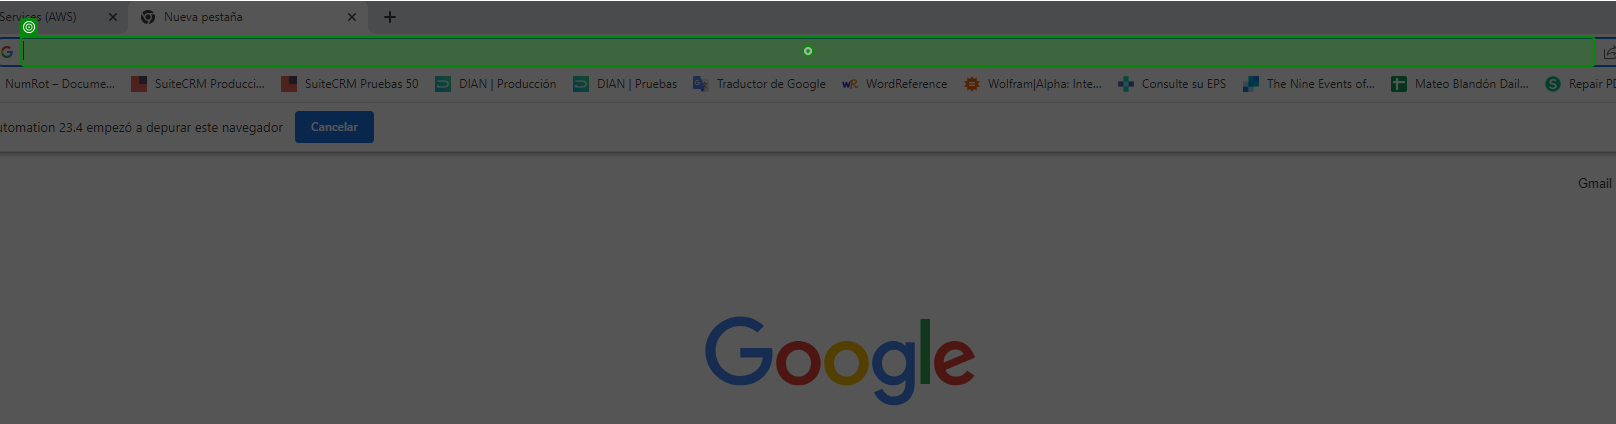 Services (AWS)
Nueva pestaña
NumRot – Docume...
SuiteCRM Producci...
SuiteCRM Pruebas 50
DIAN | Producción
DIAN | Pruebas
Traductor de Google
WordReference
Wolfram|Alpha: Inte...
Consulte su EPS
The Nine Events of...
Mateo Blandón Dail...
Repair PD
utomation 23.4 empezó a depurar este navegador
Cancelar
Gmail
Google